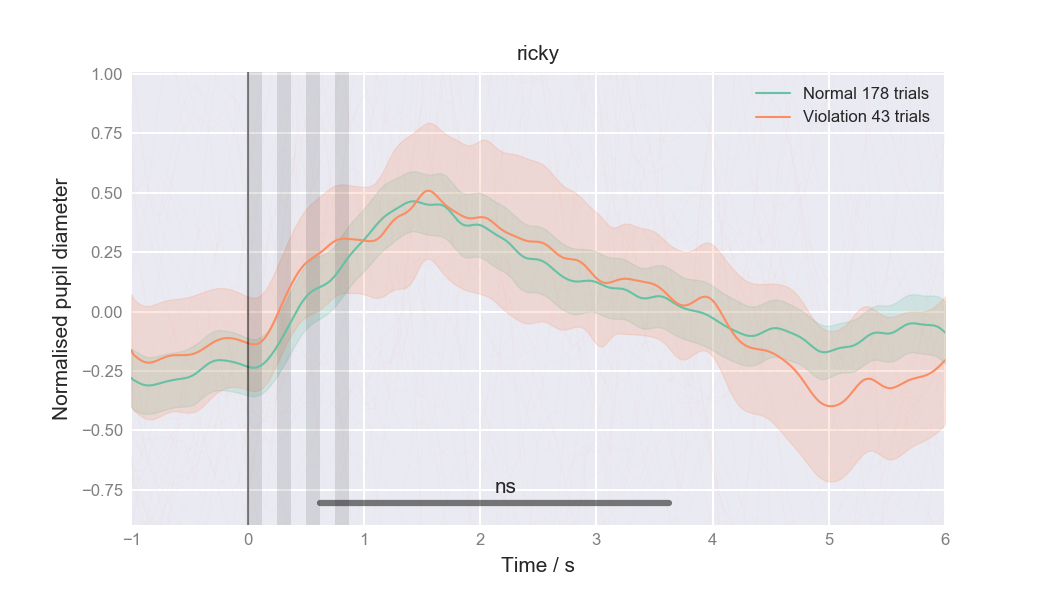 ricky
Normal 178 trials
Violation 43 trials
Normalised pupil diameter
1.00
0.75
0.50
0.25
0.00
−0.25
−0.50
−0.75
ns
−1 0 1 2 3 4 5 6
Time / s